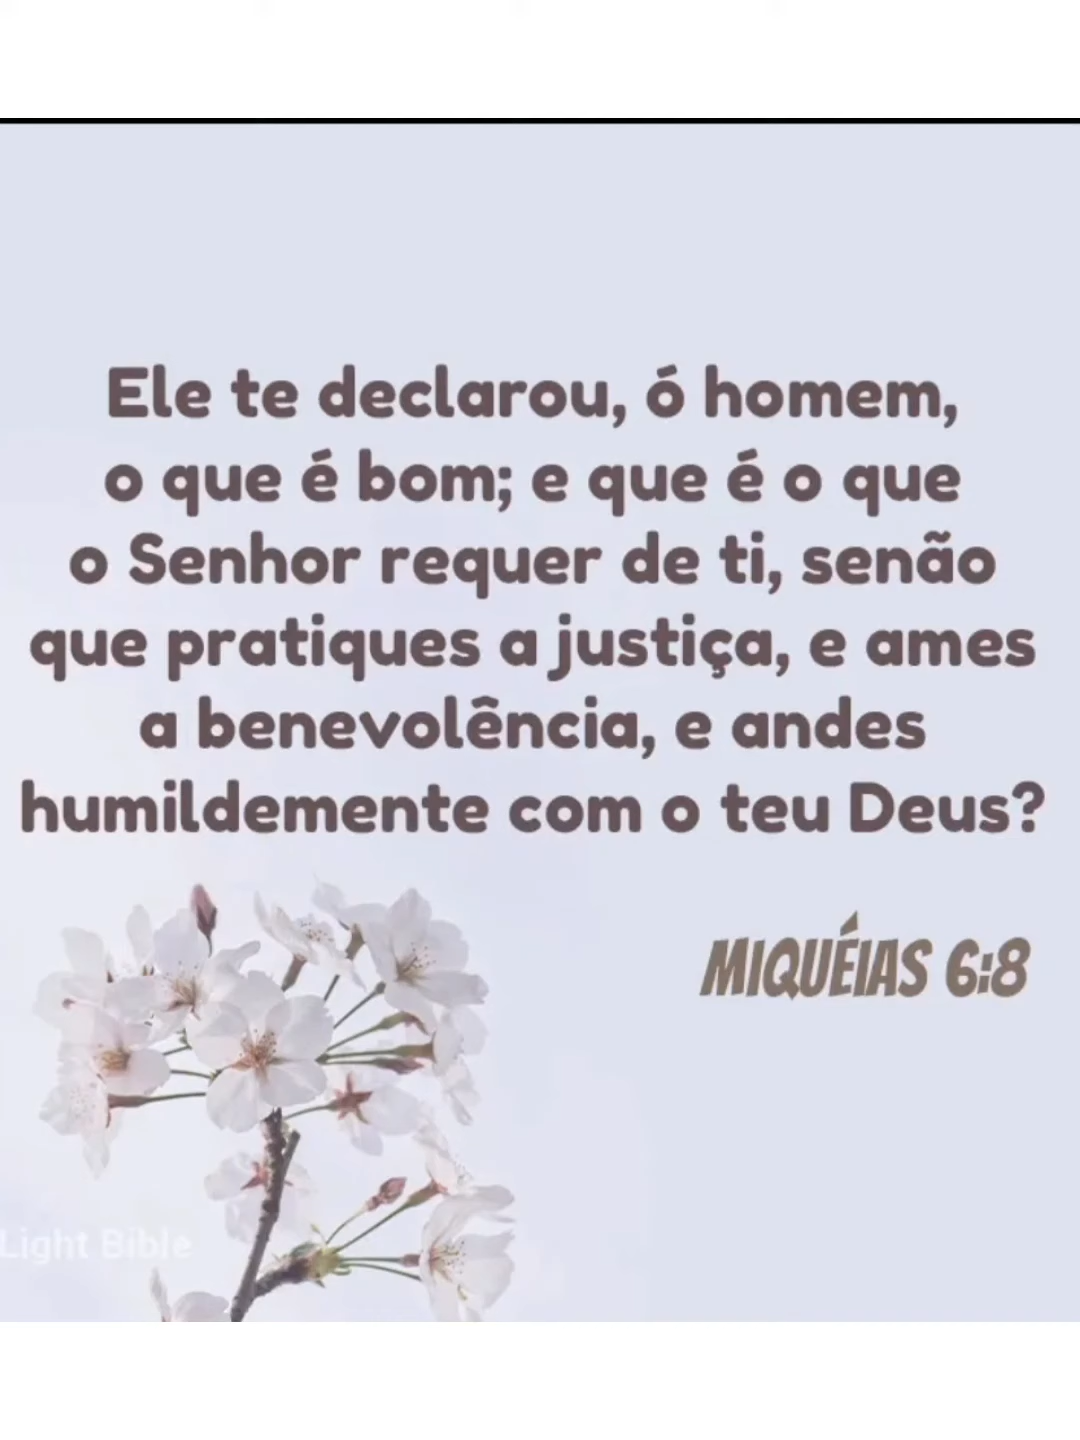 Ele te declarou, ó homem,
o que é bom; e que é o que
o Senhor requer de ti, senão
que pratiques a justiça, e ames
a benevolência, e andes
humildemente com o teu Deus?
MIQUÉIAS 6:8
Light Bible